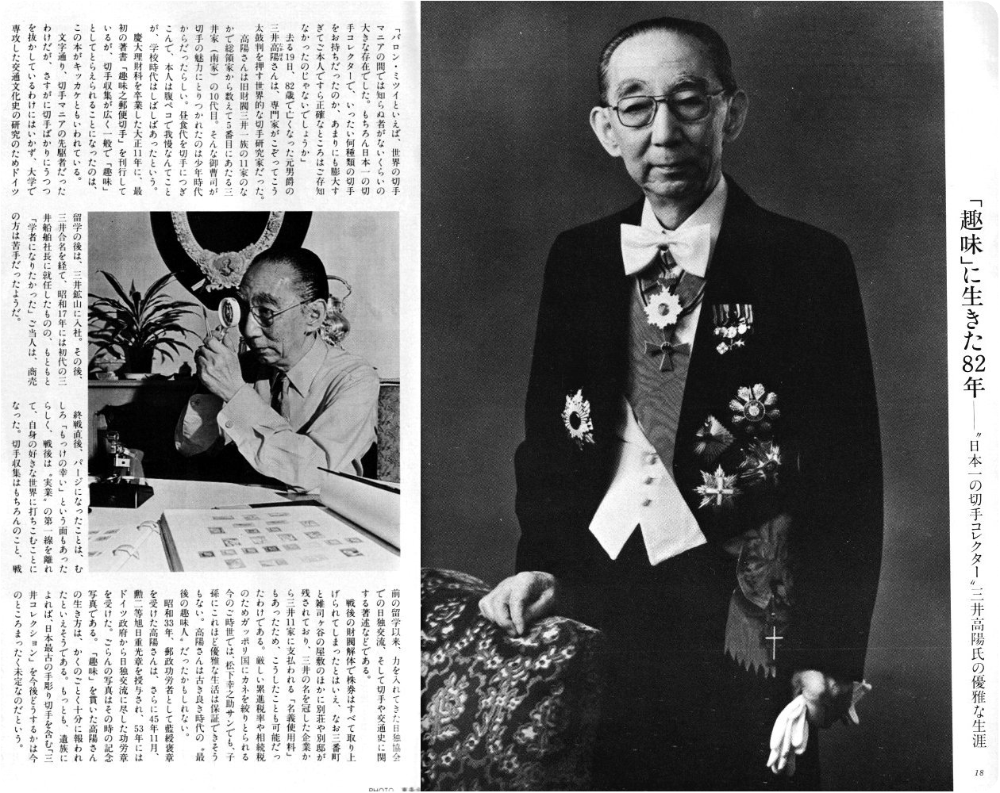 「趣味」に生きた82年──〝日本一の切手コレクター〟三井高陽氏の優雅な生涯
「バロン・ミツイといえば、世界の切手
マニアの間では知らぬ者がないくらいの
大きな存在でした。もちろん日本一の切
手コレクターで、いったい何種類の切手
をお持ちだったのか、あまりにも膨大す
ぎてご本人ですら正確なところはご存知
なかったのじゃないでしょうか」
去る19日、82歳で亡くなった元男爵の
三井高陽さんは、専門家がこぞってこう
太鼓判を押す世界的な切手研究家だった。
高陽さんは旧財閥三井一族の11家のな
かで総領家から数えて5番目にあたる三
井家（南家）の10代目。そんな御曹司が
切手の魅力にとりつかれたのは少年時代
からだったらしい。昼食代を切手につぎ
こんで、本人は腹ペコで我慢なんてこと
が、学校時代はしばしばあったという。
慶大理財科を卒業した大正11年に、最
初の著書「趣味之郵便切手」を刊行して
いるが、切手収集が広く一般で「趣味」
としてとらえられることになったのは、
この本がキッカケともいわれている。
文字通り、切手マニアの先駆者だった
わけだが、さすがに切手ばかりにうつつ
を抜かしているわけにはいかず、大学で
専攻した交通文化史の研究のためドイツ
留学の後は、三井鉱山に入社。その後、
三井合名を経て、昭和17年には初代の三
井船舶社長に就任したものの、もともと
「学者になりたかった」ご当人は、商売
の方は苦手だったようだ。
終戦直後、パージになったことは、む
しろ「もっけの幸い」という面もあった
らしく、戦後は〝実業〟の第一線を離れ
て、自身の好きな世界に打ちこむことに
なった。切手収集はもちろんのこと、戦
前の留学以来、力を入れてきた日独協会
での日独交流、そして切手や交通史に関
する著述などである。
戦後の財閥解体で株券はすべて取り上
げられてしまったとはいえ、なお三番町
と雑司ヶ谷の屋敷のほかに別荘や別邸が
残されており、三井の名を冠した企業か
ら三井11家に支払われる「名義使用料」
もあったため、こうしたことも可能だっ
たわけである。厳しい累進税率や相続税
のためガッポリ国にカネを絞りとられる
今のご時世では、松下幸之助サンでも、子
孫にこれほど優雅な生活は保証できそう
もない。高陽さんは古き良き時代の〝最
後の趣味人〟だったかもしれない。
昭和33年、郵政功労者として藍綬褒章
を受けた高陽さんは、さらに45年11月、
勲二等旭日重光章を授与され、53年には
ドイツ政府から日独交流に尽した功労章
を受けた。ごらんの写真はその時の記念
写真である。「趣味」を貫いた高陽さん
の生き方は、かくのごとく十分に報われ
たといえそうである。もっとも、遺族に
よれば、日本最古の手彫り切手を含む「三
井コレクション」を今後どうするかは今
のところまったく未定なのだという。
PHOTO
18